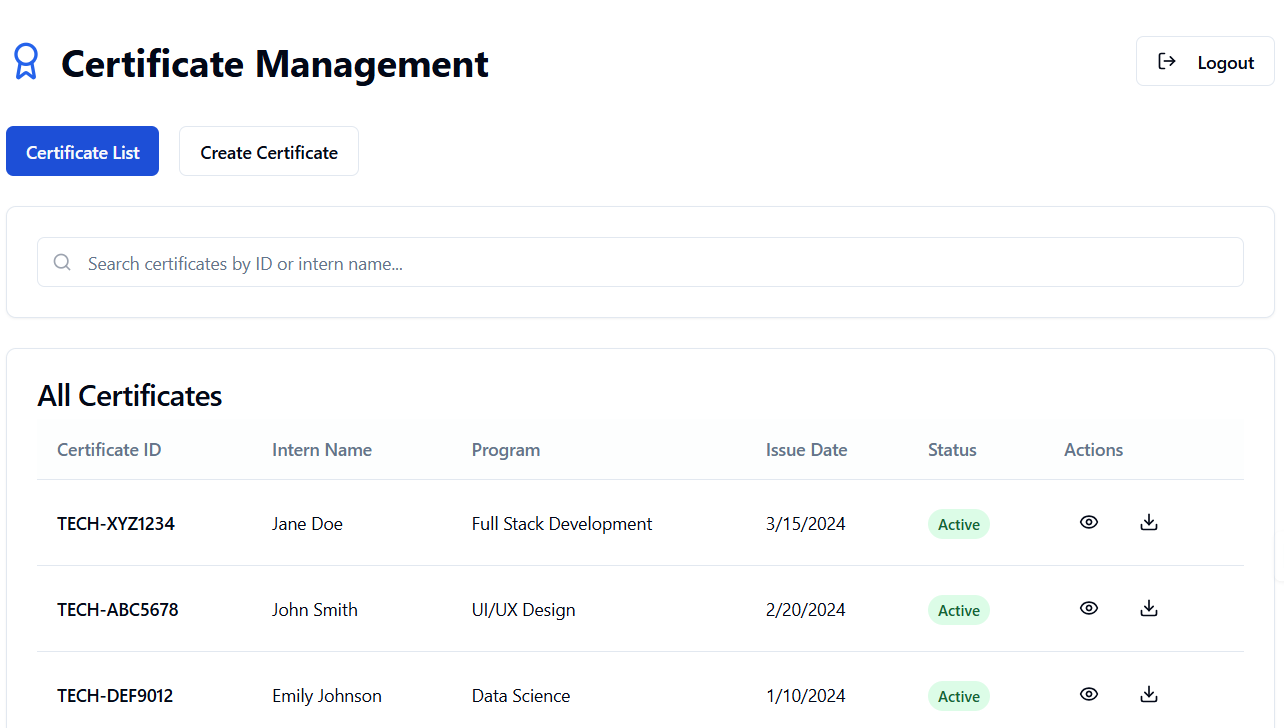 Certificate Management
Logout
Certificate List
Create Certificate
Search certificates by ID or intern name...
All Certificates
Certificate ID Intern Name Program Issue Date Status Actions
TECH-XYZ1234 Jane Doe Full Stack Development 3/15/2024 Active
TECH-ABC5678 John Smith UI/UX Design 2/20/2024 Active
TECH-DEF9012 Emily Johnson Data Science 1/10/2024 Active